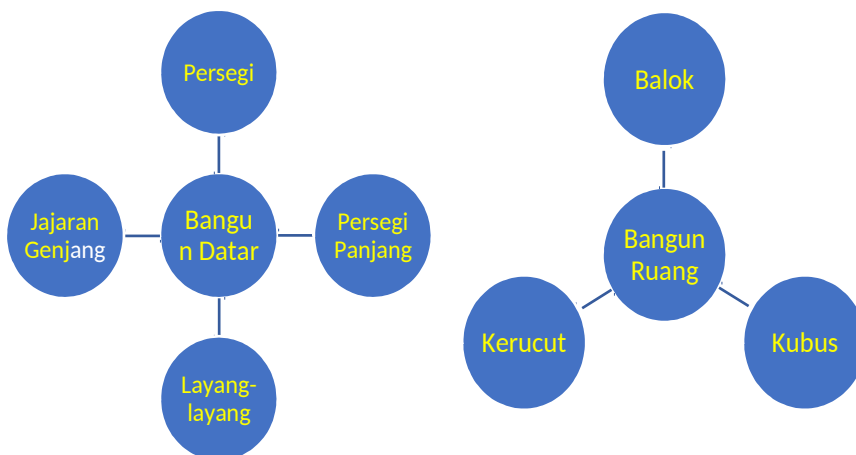 Persegi
Jajaran
Genjang
Bangu
n Datar
Persegi
Panjang
Layang-
layang
Balok
Bangun
Ruang
Kerucut
Kubus